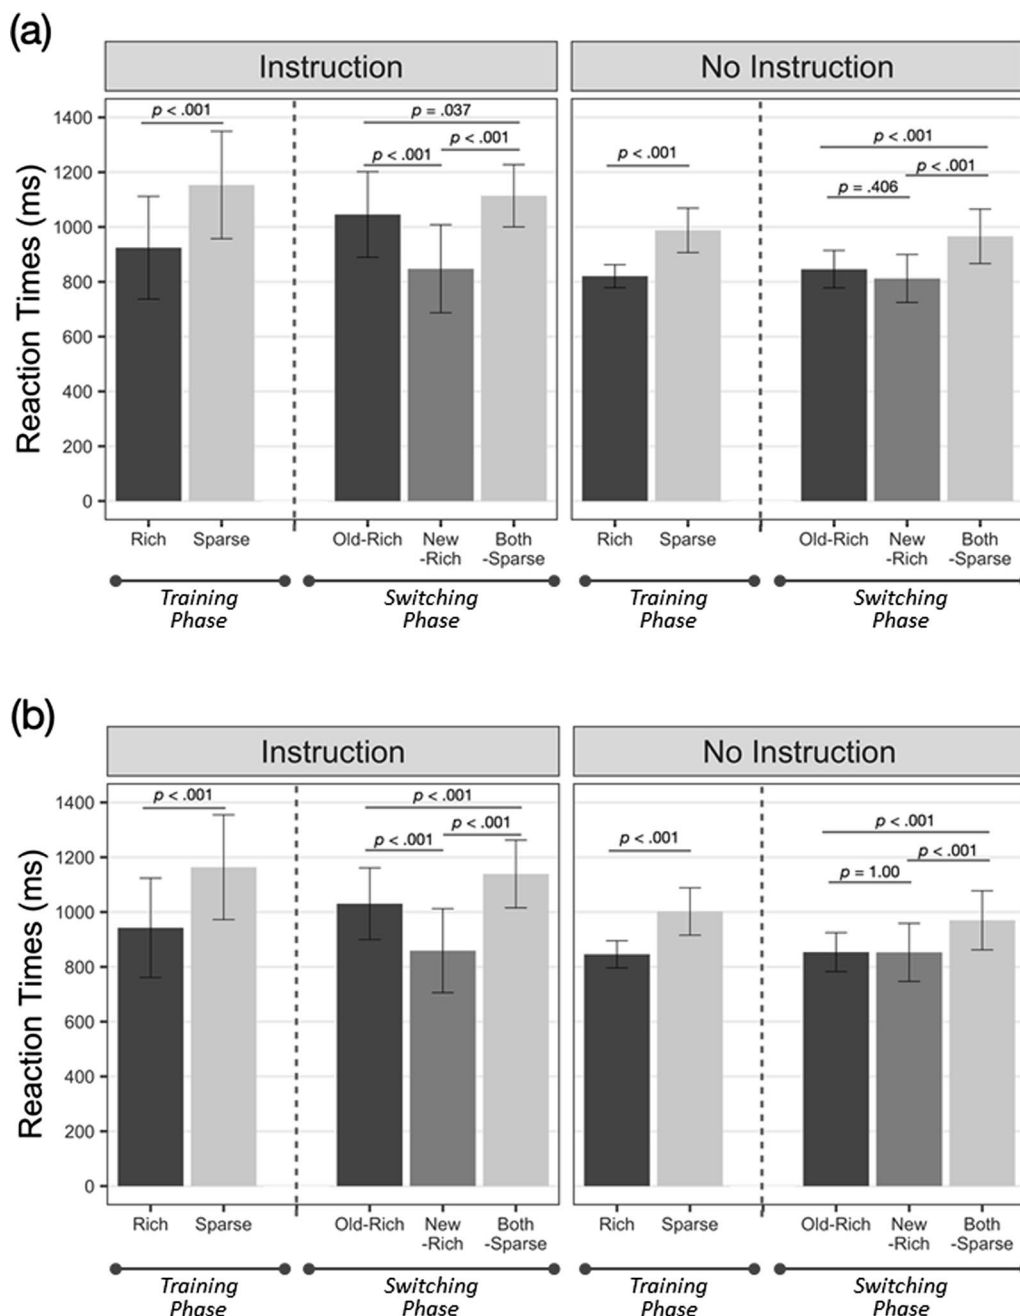 (a)
Instruction
No Instruction
Reaction Times (ms)
1400
1200
1000
800
600
400
200
0
p < .001
p = .037
p < .001
p < .001
p < .001
p < .001
p = .406
p < .001
Rich
Sparse
Old-Rich
New
-Rich
Both
-Sparse
Rich
Sparse
Old-Rich
New
-Rich
Both
-Sparse
Training
Phase
Switching
Phase
Training
Phase
Switching
Phase
(b)
Instruction
No Instruction
Reaction Times (ms)
1400
1200
1000
800
600
400
200
0
p < .001
p < .001
p < .001
p < .001
p < .001
p < .001
p = 1.00
p < .001
Rich
Sparse
Old-Rich
New
-Rich
Both
-Sparse
Rich
Sparse
Old-Rich
New
-Rich
Both
-Sparse
Training
Phase
Switching
Phase
Training
Phase
Switching
Phase